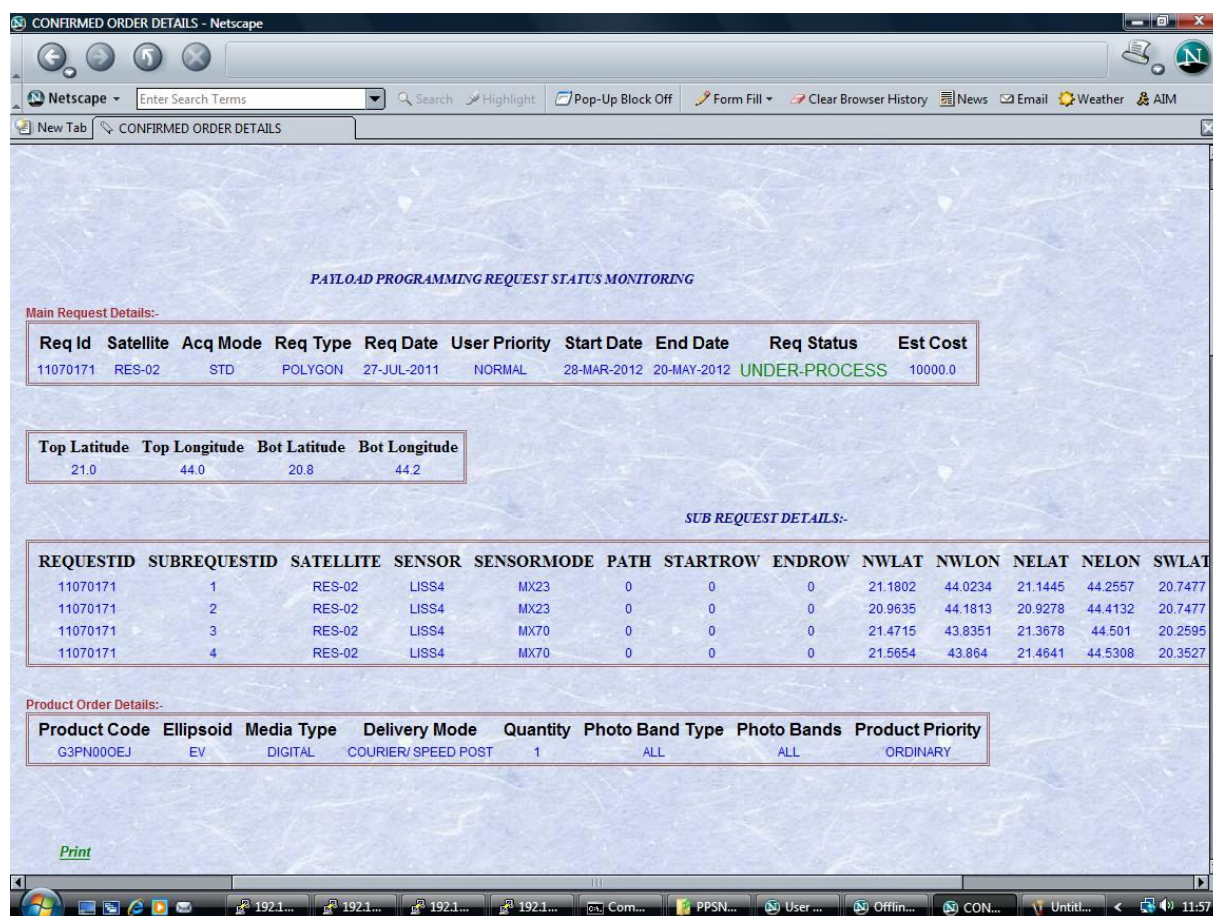 CONFIRMED ORDER DETAILS - Netscape
Netscape Enter Search Terms Search Highlight Pop-Up Block Off Form Fill Clear Browser History News Email Weather AIM
New Tab CONFIRMED ORDER DETAILS
PAYLOAD PROGRAMMING REQUEST STATUS MONITORING
Main Request Details:-
Req Id Satellite Acq Mode Req Type Req Date User Priority Start Date End Date Req Status Est Cost
11070171 RES-02 STD POLYGON 27-JUL-2011 NORMAL 28-MAR-2012 20-MAY-2012 UNDER-PROCESS 10000.0
Top Latitude Top Longitude Bot Latitude Bot Longitude
21.0 44.0 20.8 44.2
SUB REQUEST DETAILS:-
REQUESTID SUBREQUESTID SATELLITE SENSOR SENSORMODE PATH STARTROW ENDROW NWLAT NWLON NELAT NELON SWLAT
11070171 1 RES-02 LISS4 MX23 0 0 0 21.1802 44.0234 21.1445 44.2557 20.7477
11070171 2 RES-02 LISS4 MX23 0 0 0 20.9635 44.1813 20.9278 44.4132 20.7477
11070171 3 RES-02 LISS4 MX70 0 0 0 21.4715 43.8351 21.3678 44.501 20.2595
11070171 4 RES-02 LISS4 MX70 0 0 0 21.5654 43.864 21.4641 44.5308 20.3527
Product Order Details:-
Product Code Ellipsoid Media Type Delivery Mode Quantity Photo Band Type Photo Bands Product Priority
G3PN00OEJ EV DIGITAL COURIER/ SPEED POST 1 ALL ALL ORDINARY
Print
192.1... 192.1... 192.1... 192.1... Com... PPSN... User ... Offlin... CON... Untitl... 11:57